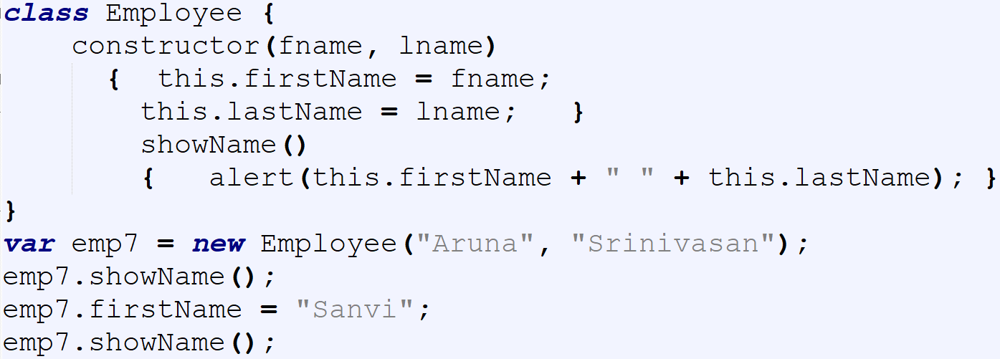 class Employee {
constructor(fname, lname)
{ this.firstName = fname;
this.lastName = lname; }
showName()
{ alert(this.firstName + " " + this.lastName); }
}
var emp7 = new Employee("Aruna", "Srinivasan");
emp7.showName();
emp7.firstName = "Sanvi";
emp7.showName();